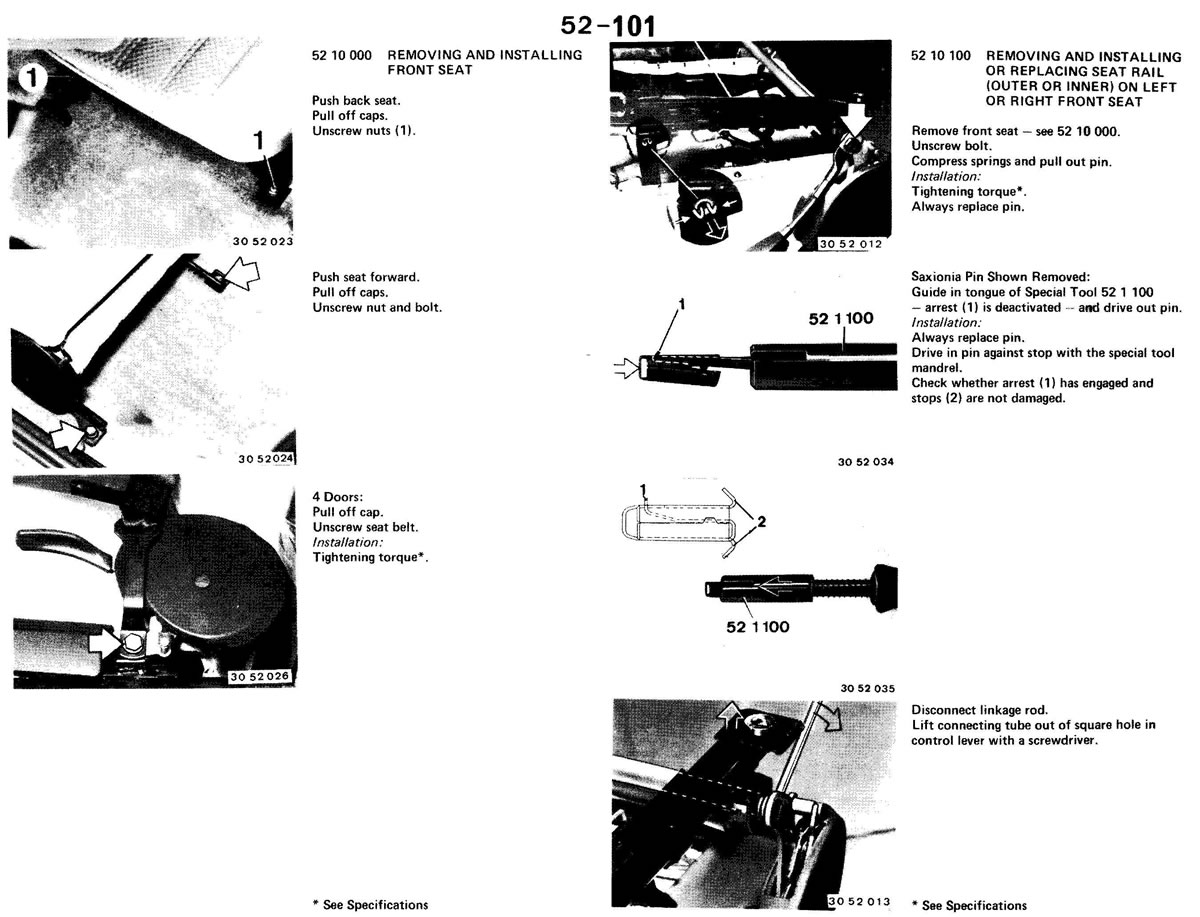 52-101
52 10 000 REMOVING AND INSTALLING
FRONT SEAT
Push back seat.
Pull off caps.
Unscrew nuts (1).
1
1
30 52 023
Push seat forward.
Pull off caps.
Unscrew nut and bolt.
30 52 024
4 Doors:
Pull off cap.
Unscrew seat belt.
Installation:
Tightening torque*.
30 52 026
* See Specifications
52 10 100 REMOVING AND INSTALLING
OR REPLACING SEAT RAIL
(OUTER OR INNER) ON LEFT
OR RIGHT FRONT SEAT
Remove front seat – see 52 10 000.
Unscrew bolt.
Compress springs and pull out pin.
Installation:
Tightening torque*.
Always replace pin.
30 52 012
Saxionia Pin Shown Removed:
Guide in tongue of Special Tool 52 1 100
– arrest (1) is deactivated – and drive out pin.
Installation:
Always replace pin.
Drive in pin against stop with the special tool
mandrel.
Check whether arrest (1) has engaged and
stops (2) are not damaged.
1
52 1 100
30 52 034
1
2
52 1 100
30 52 035
Disconnect linkage rod.
Lift connecting tube out of square hole in
control lever with a screwdriver.
30 52 013
* See Specifications